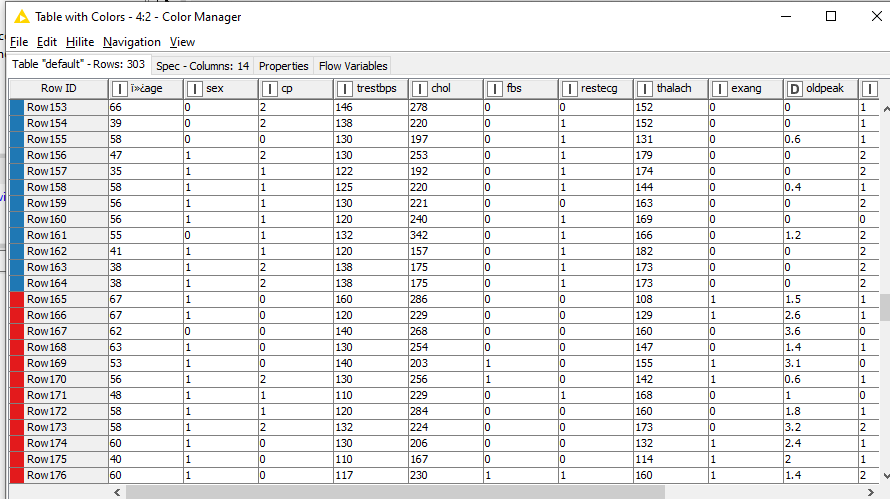 Table with Colors - 4:2 - Color Manager
File Edit Hilite Navigation View
Table "default" - Rows: 303 Spec - Columns: 14 Properties Flow Variables
Row ID I ï»¿age I sex I cp I trestbps I chol I fbs I restecg I thalach I exang D oldpeak I
Row153 66 0 2 146 278 0 0 152 0 0 1
Row154 39 0 2 138 220 0 1 152 0 0 1
Row155 58 0 0 130 197 0 1 131 0 0.6 1
Row156 47 1 2 130 253 0 1 179 0 0 2
Row157 35 1 1 122 192 0 1 174 0 0 2
Row158 58 1 1 125 220 0 1 144 0 0.4 1
Row159 56 1 1 130 221 0 0 163 0 0 2
Row160 56 1 1 120 240 0 1 169 0 0 0
Row161 55 0 1 132 342 0 1 166 0 1.2 2
Row162 41 1 1 120 157 0 1 182 0 0 2
Row163 38 1 2 138 175 0 1 173 0 0 2
Row164 38 1 2 138 175 0 1 173 0 0 2
Row165 67 1 0 160 286 0 0 108 1 1.5 1
Row166 67 1 0 120 229 0 0 129 1 2.6 1
Row167 62 0 0 140 268 0 0 160 0 3.6 0
Row168 63 1 0 130 254 0 0 147 0 1.4 1
Row169 53 1 0 140 203 1 0 155 1 3.1 0
Row170 56 1 2 130 256 1 0 142 1 0.6 1
Row171 48 1 1 110 229 0 1 168 0 1 0
Row172 58 1 1 120 284 0 0 160 0 1.8 1
Row173 58 1 2 132 224 0 0 173 0 3.2 2
Row174 60 1 0 130 206 0 0 132 1 2.4 1
Row175 40 1 0 110 167 0 0 114 1 2 1
Row176 60 1 0 117 230 1 1 160 1 1.4 2